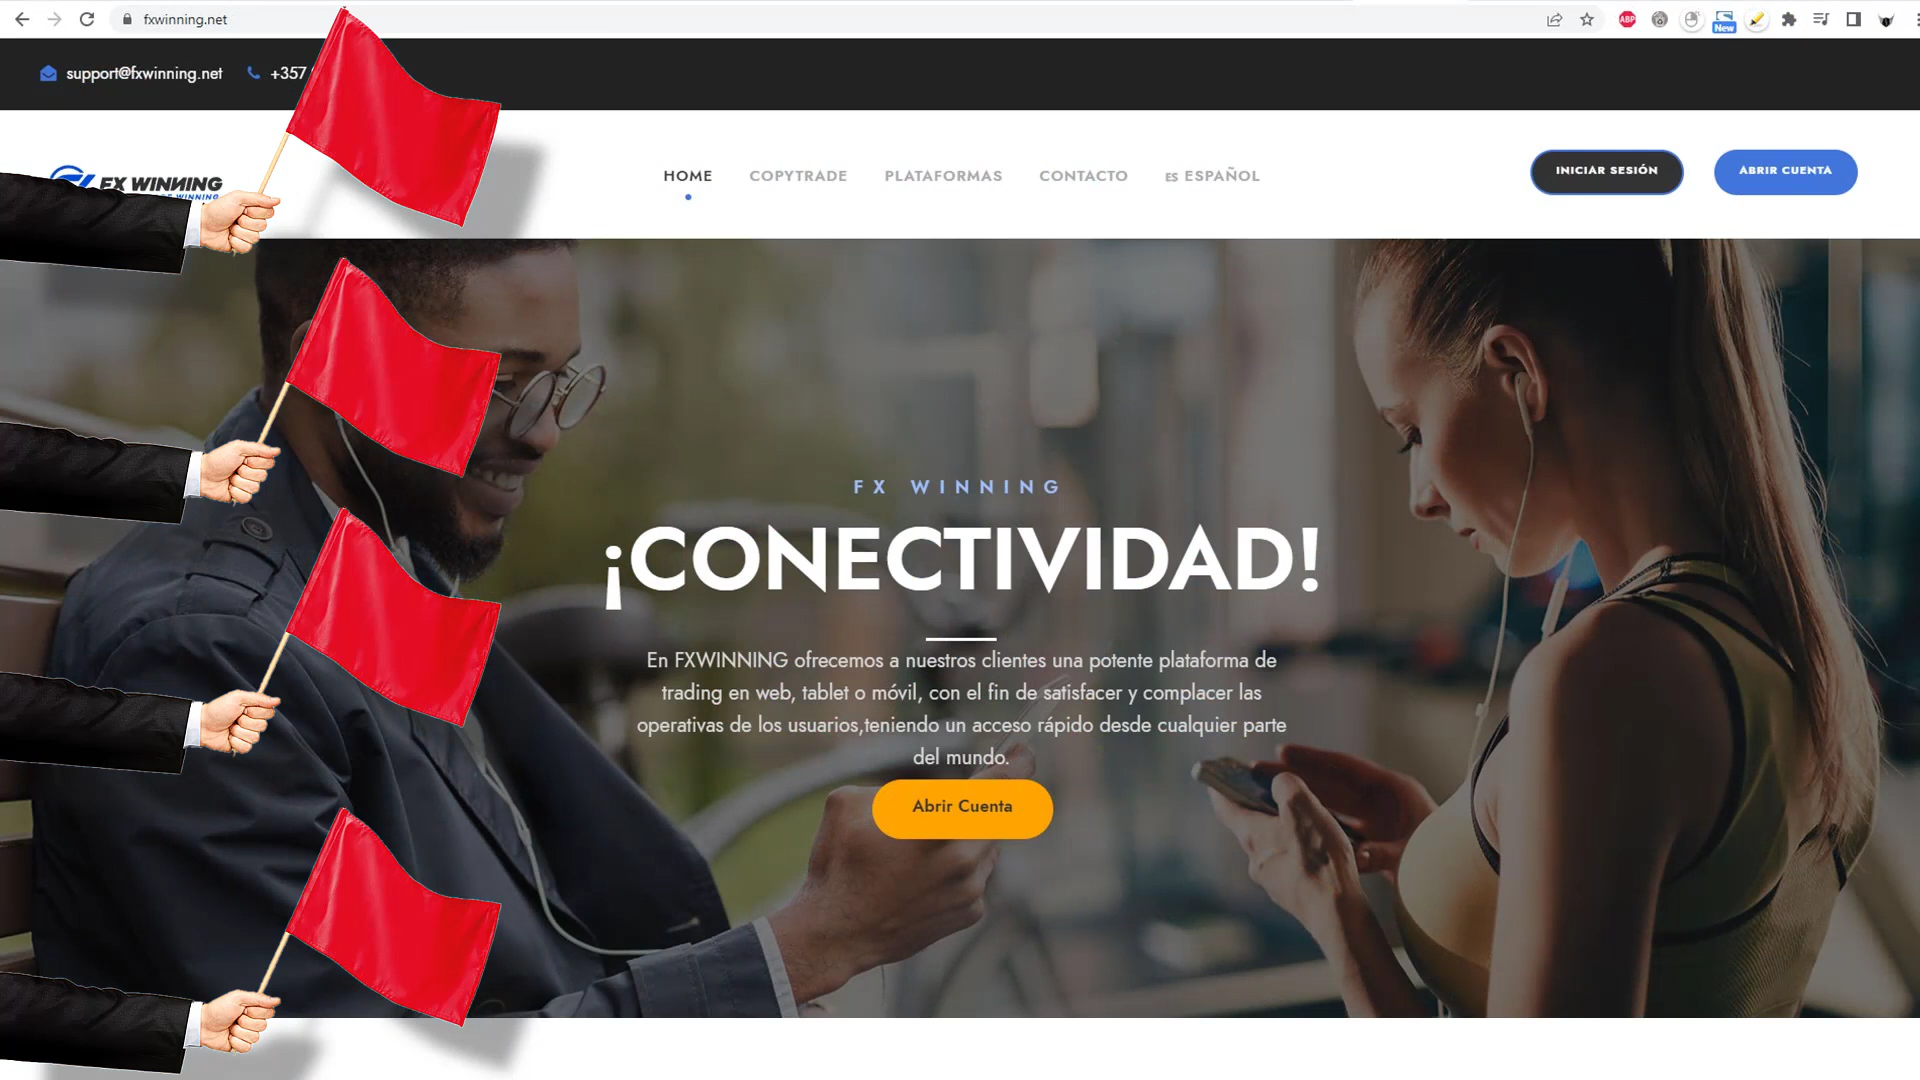 fxwinning.net
ABP
New
support@fxwinning.net +357
FX WINNING
WINNING
HOME COPYTRADE PLATAFORMAS CONTACTO ES ESPAÑOL
INICIAR SESIÓN ABRIR CUENTA
FX WINNING
¡CONECTIVIDAD!
En FXWINNING ofrecemos a nuestros clientes una potente plataforma de
trading en web, tablet o móvil, con el fin de satisfacer y complacer las
operativas de los usuarios,teniendo un acceso rápido desde cualquier parte
del mundo.
Abrir Cuenta